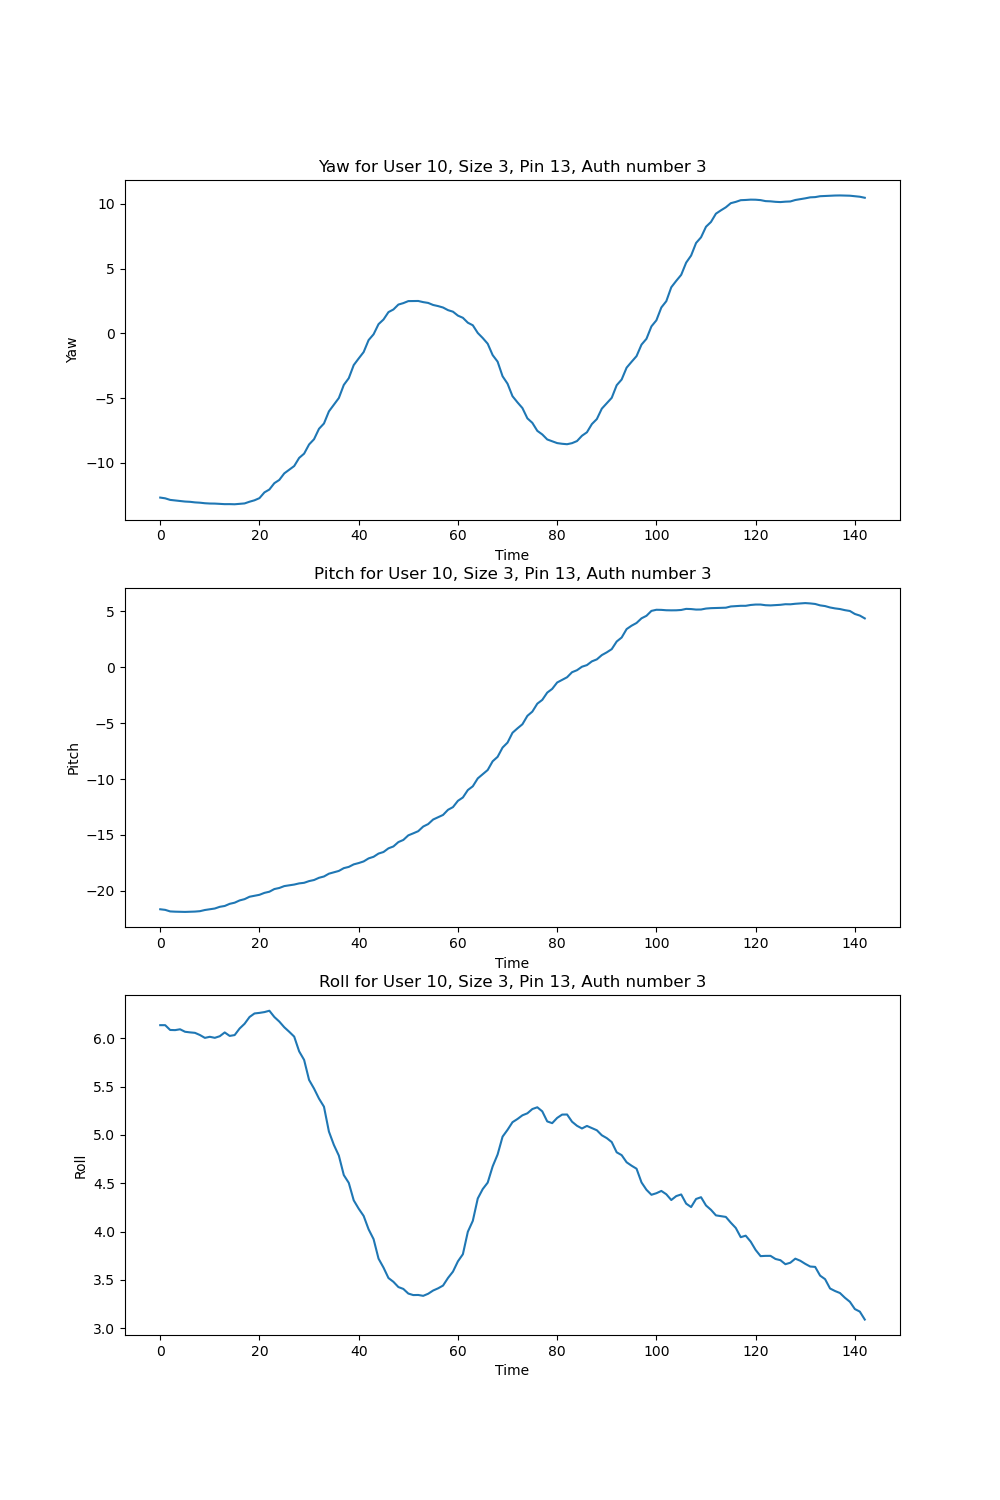 Yaw for User 10, Size 3, Pin 13, Auth number 3
10
5
0
−5
−10
Yaw
0 20 40 60 80 100 120 140
Time
Pitch for User 10, Size 3, Pin 13, Auth number 3
5
0
−5
−10
−15
−20
Pitch
0 20 40 60 80 100 120 140
Time
Roll for User 10, Size 3, Pin 13, Auth number 3
6.0
5.5
5.0
4.5
4.0
3.5
3.0
Roll
0 20 40 60 80 100 120 140
Time